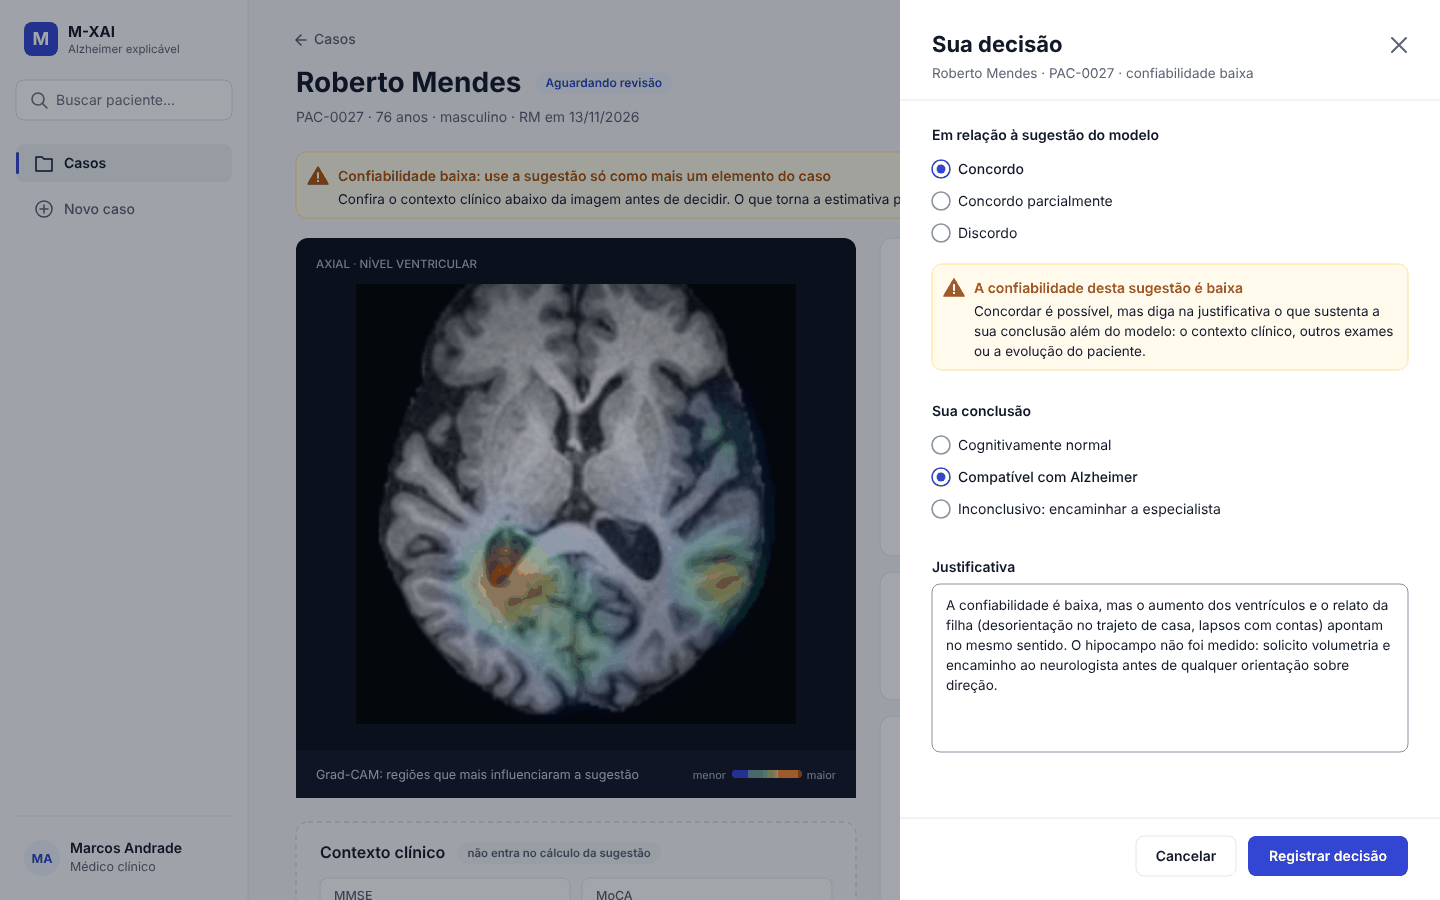 M
M-XAI
Alzheimer explicável
Buscar paciente...
Casos
Novo caso
MA
Marcos Andrade
Médico clínico
Casos
Roberto Mendes
Aguardando revisão
PAC-0027 · 76 anos · masculino · RM em 13/11/2026
Confiabilidade baixa: use a sugestão só como mais um elemento do caso
Confira o contexto clínico abaixo da imagem antes de decidir. O que torna a estimativa p
AXIAL · NÍVEL VENTRICULAR
Grad-CAM: regiões que mais influenciaram a sugestão
menor
maior
Contexto clínico
não entra no cálculo da sugestão
MMSE
MoCA
Sua decisão
Roberto Mendes · PAC-0027 · confiabilidade baixa
Em relação à sugestão do modelo
Concordo
Concordo parcialmente
Discordo
A confiabilidade desta sugestão é baixa
Concordar é possível, mas diga na justificativa o que sustenta a
sua conclusão além do modelo: o contexto clínico, outros exames
ou a evolução do paciente.
Sua conclusão
Cognitivamente normal
Compatível com Alzheimer
Inconclusivo: encaminhar a especialista
Justificativa
A confiabilidade é baixa, mas o aumento dos ventrículos e o relato da
filha (desorientação no trajeto de casa, lapsos com contas) apontam
no mesmo sentido. O hipocampo não foi medido: solicito volumetria e
encaminho ao neurologista antes de qualquer orientação sobre
direção.
Cancelar
Registrar decisão